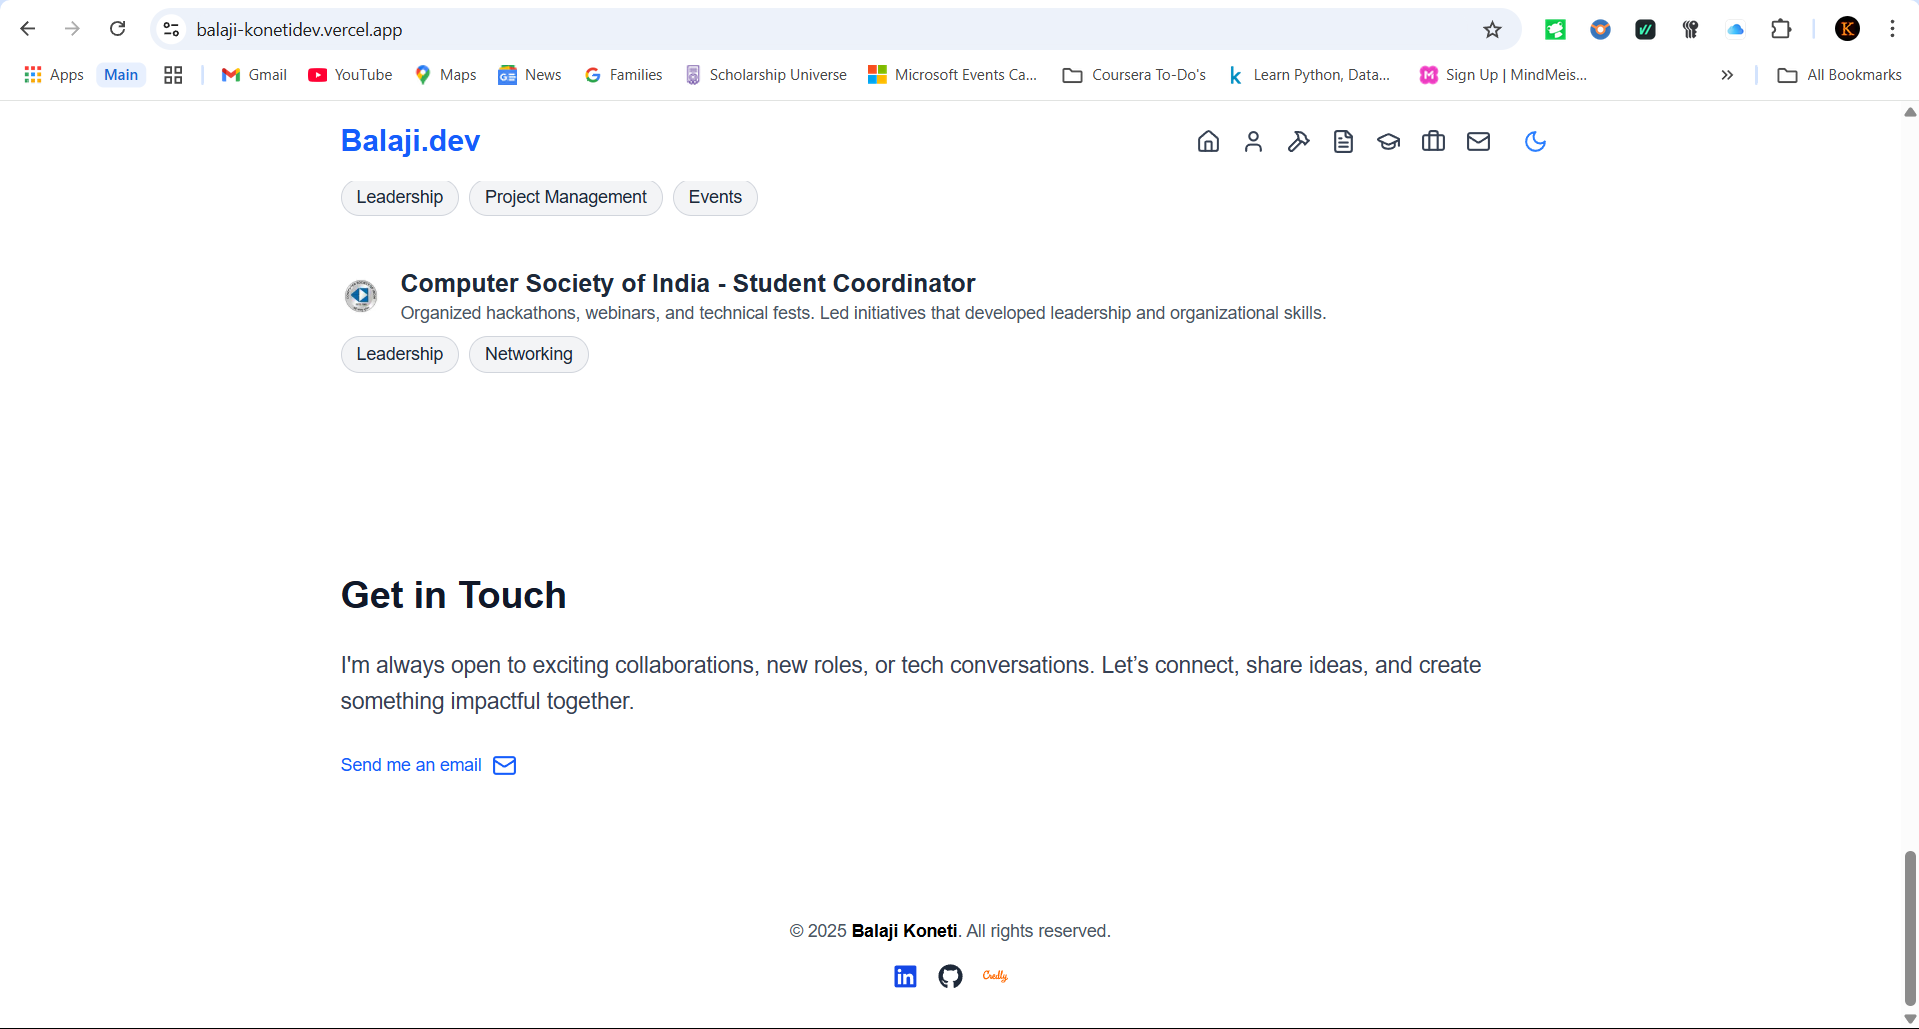 balaji-konetidev.vercel.app
K
Apps
Main
Gmail
YouTube
Maps
News
Families
Scholarship Universe
Microsoft Events Ca...
Coursera To-Do's
Learn Python, Data...
Sign Up | MindMeis...
All Bookmarks
Balaji.dev
Leadership
Project Management
Events
Computer Society of India - Student Coordinator
Organized hackathons, webinars, and technical fests. Led initiatives that developed leadership and organizational skills.
Leadership
Networking
Get in Touch
I'm always open to exciting collaborations, new roles, or tech conversations. Let’s connect, share ideas, and create
something impactful together.
Send me an email
© 2025 Balaji Koneti. All rights reserved.
in
Credly